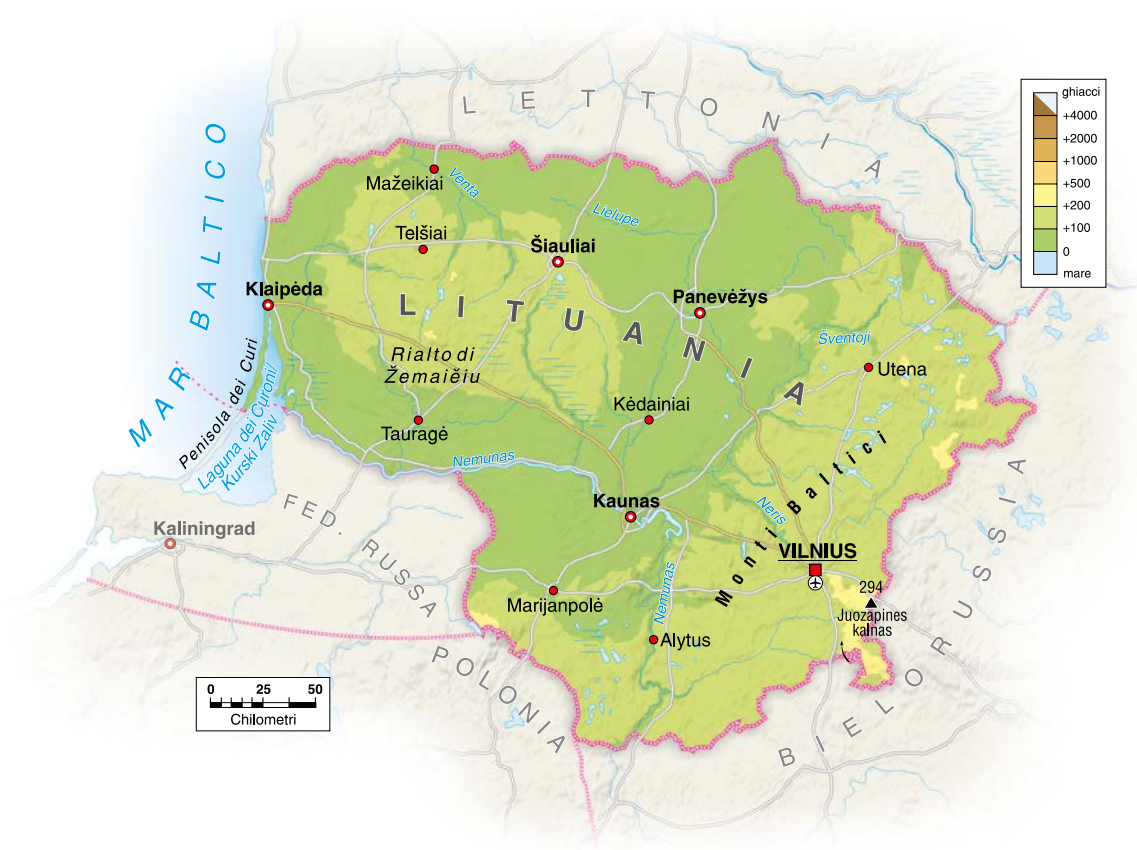 LETTONIA
MAR BALTICO
ghiacci
+4000
+2000
+1000
+500
+200
+100
0
mare
Mažeikiai
Venta
Lielupe
Telšiai
Šiauliai
Klaipėda
Panevėžys
LITUANIA
Šventoji
Rialto di
Žemaičiu
Utena
Penisola dei Curi
Laguna dei Curoni/
Kurski Zaliv
Tauragė
Kėdainiai
Nemunas
Monti Baltici
Kaunas
Neris
Kaliningrad
FED. RUSSA
VILNIUS
Nemunas
294
Juozapines
kalnas
Marijanpolė
Alytus
POLONIA
BIELORUSSIA
0 25 50
Chilometri